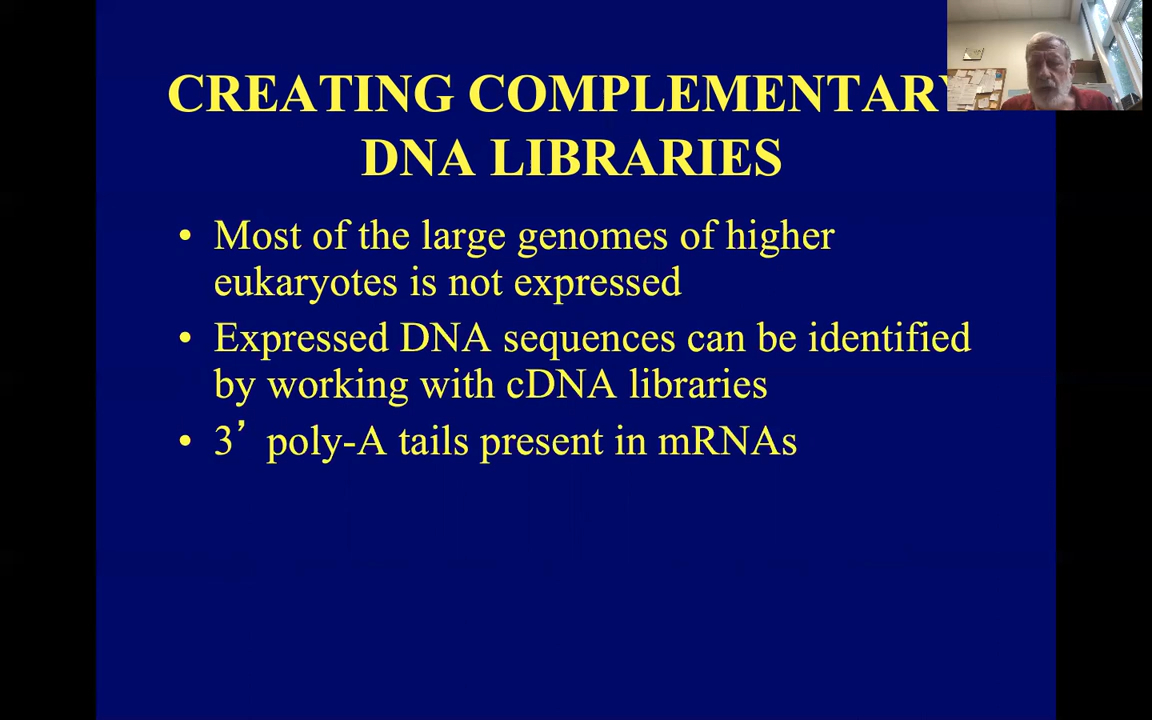 CREATING COMPLEMENTARY
DNA LIBRARIES
• Most of the large genomes of higher
eukaryotes is not expressed
• Expressed DNA sequences can be identified
by working with cDNA libraries
• 3’ poly-A tails present in mRNAs